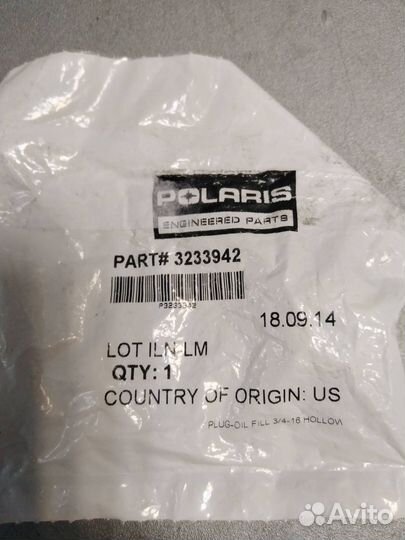 POLARIS
ENGINEERED PARTS
PART# 3233942
P3233942
18.09.14
LOT ILN-LM
QTY: 1
COUNTRY OF ORIGIN: US
PLUG-OIL FILL 3/4-16 HOLLOW
Avito